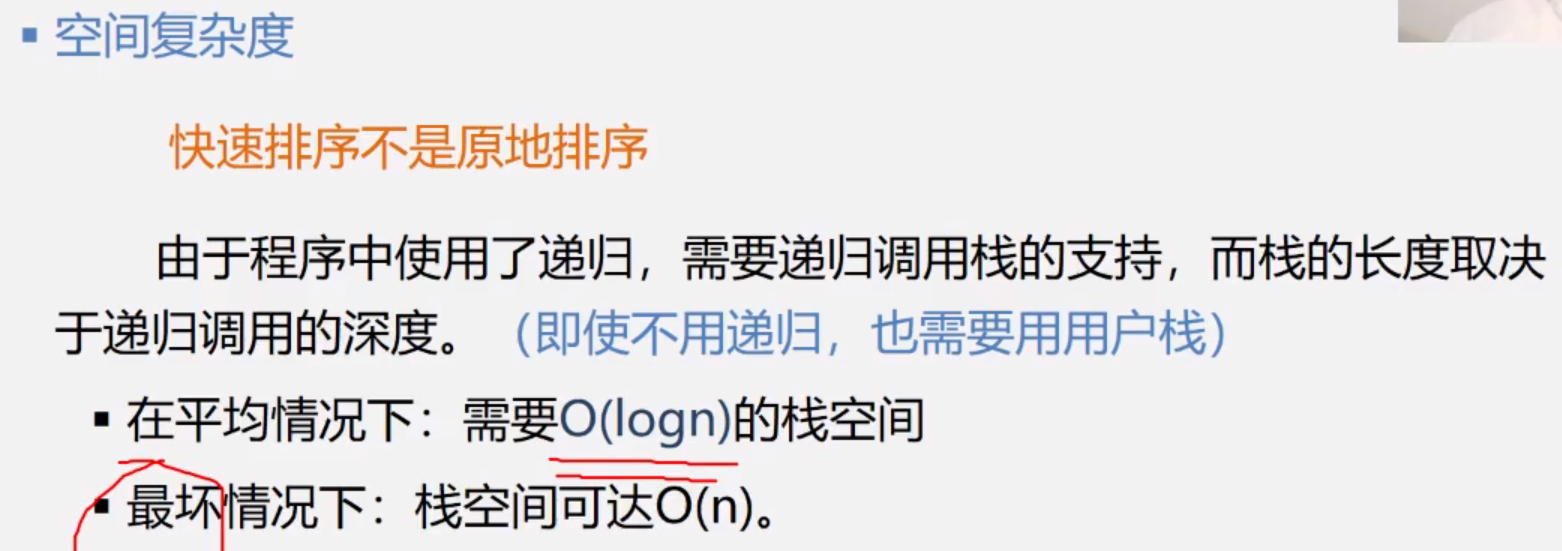 ▪ 空间复杂度
快速排序不是原地排序
由于程序中使用了递归，需要递归调用栈的支持，而栈的长度取决
于递归调用的深度。（即使不用递归，也需要用用户栈）
▪ 在平均情况下：需要O(logn)的栈空间
▪ 最坏情况下：栈空间可达O(n)。